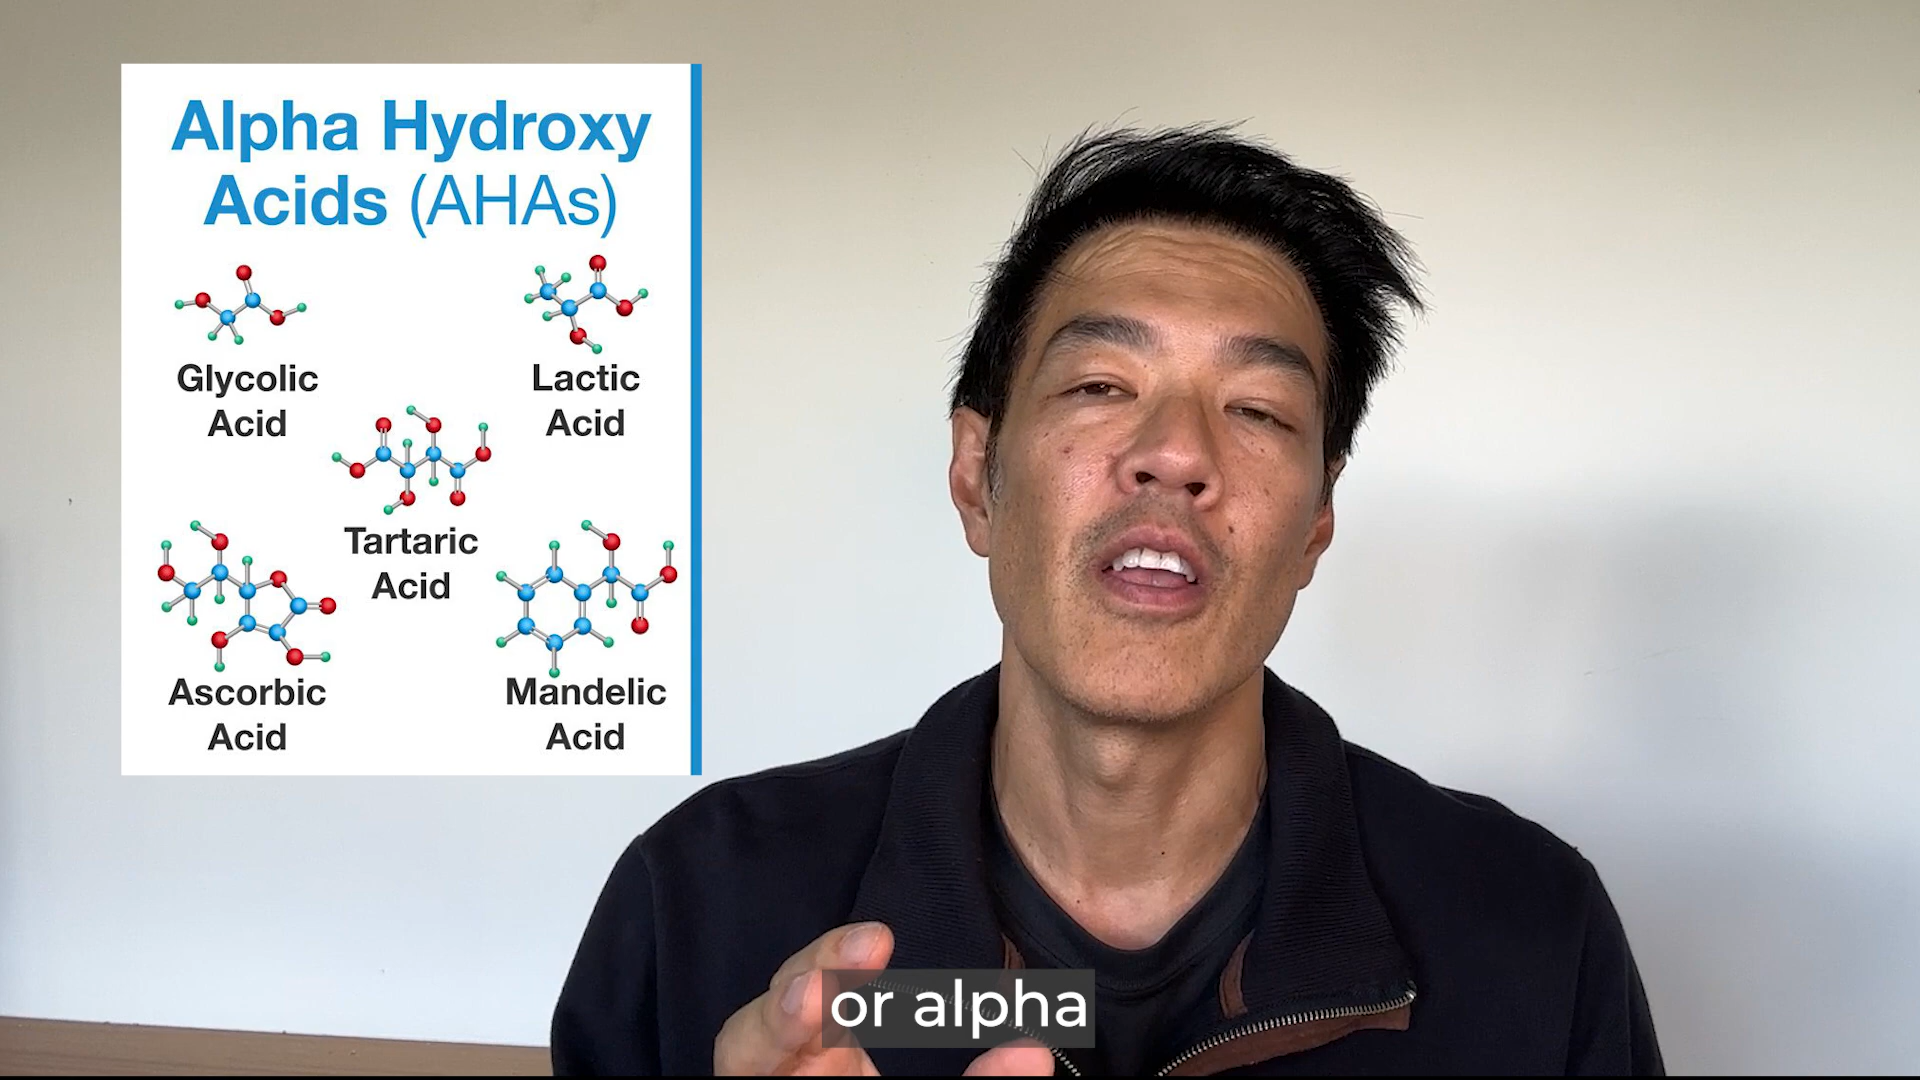 Alpha Hydroxy
Acids (AHAs)
Glycolic
Acid
Lactic
Acid
Tartaric
Acid
Ascorbic
Acid
Mandelic
Acid
or alpha